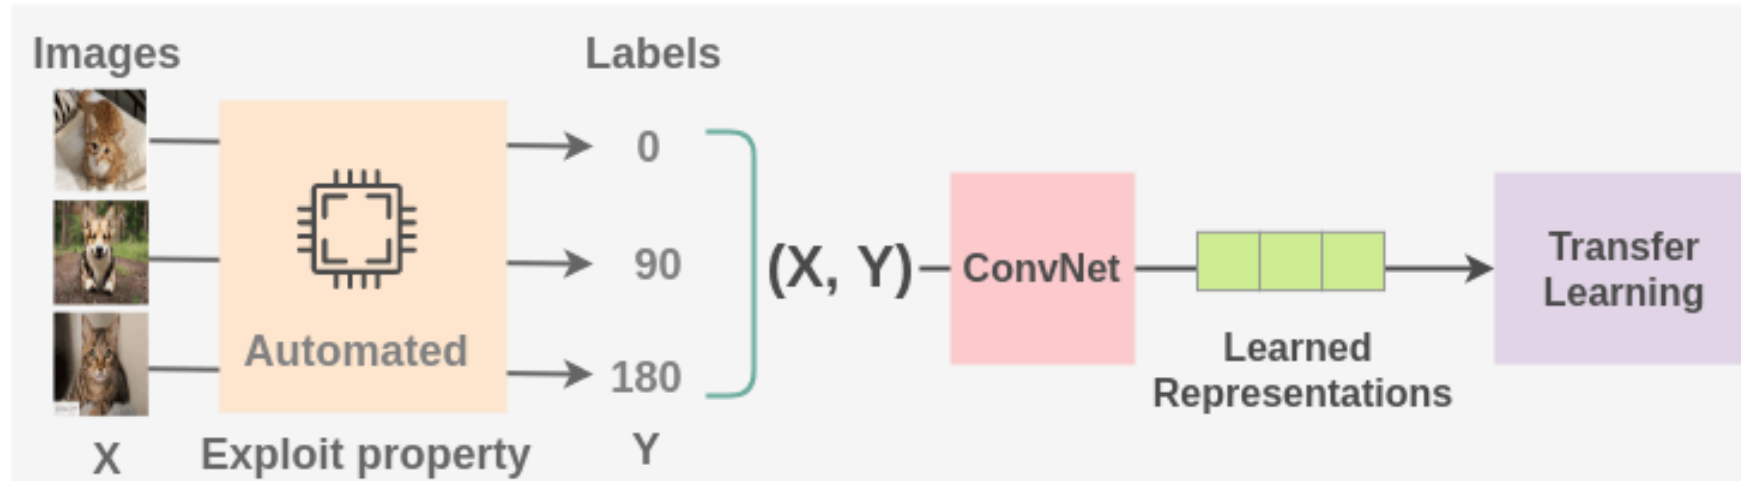 Images
Labels
0
90
180
Automated
Exploit property
X
Y
(X, Y)
ConvNet
Learned
Representations
Transfer
Learning